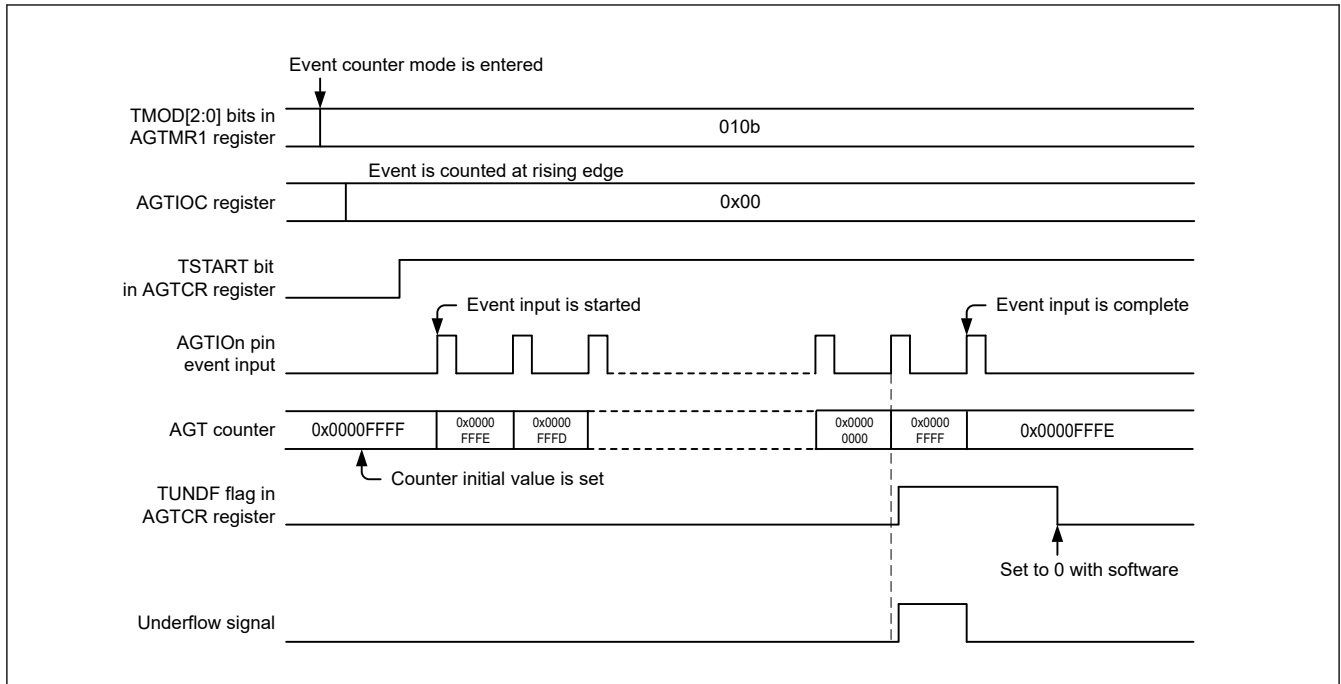 Event counter mode is entered
TMOD[2:0] bits in
AGTMR1 register
010b
Event is counted at rising edge
AGTIOC register
0x00
TSTART bit
in AGTCR register
Event input is started
Event input is complete
AGTIOn pin
event input
AGT counter
0x0000FFFF
0x0000
FFFE
0x0000
FFFD
0x0000
0000
0x0000
FFFF
0x0000FFFE
Counter initial value is set
TUNDF flag in
AGTCR register
Set to 0 with software
Underflow signal